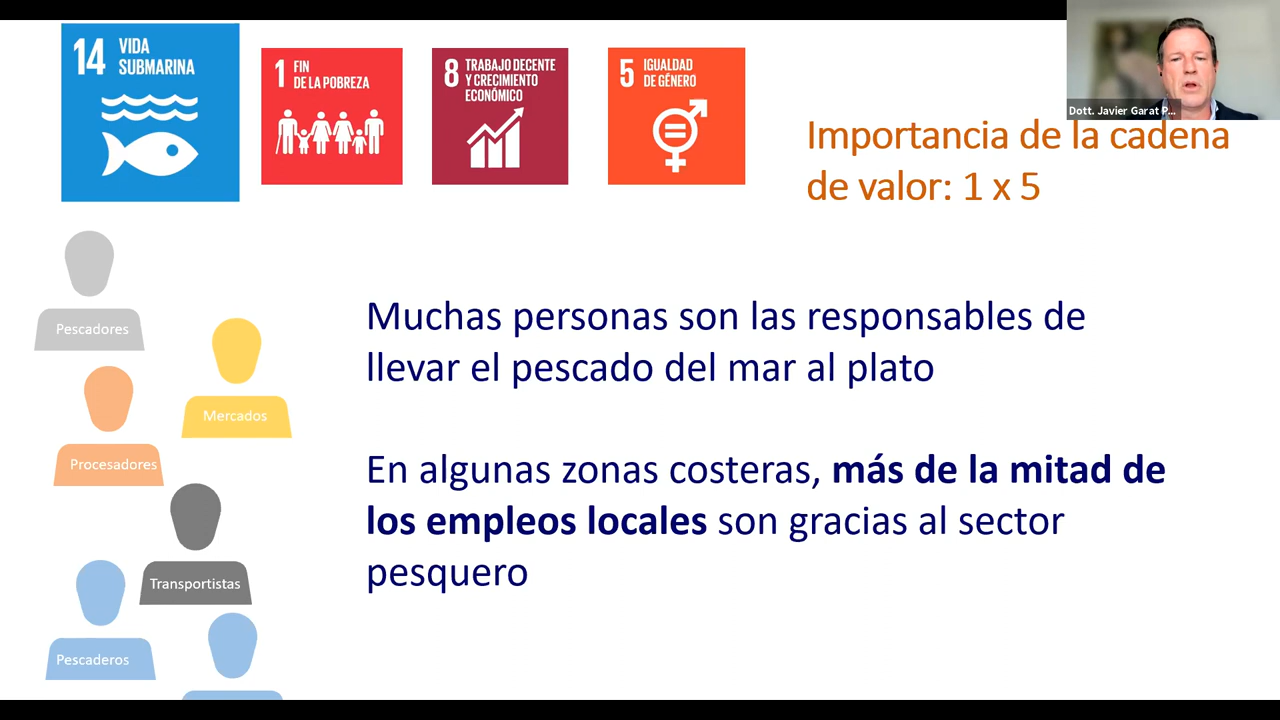 14 VIDA
SUBMARINA
1 FIN
DE LA POBREZA
8 TRABAJO DECENTE
Y CRECIMIENTO
ECONÓMICO
5 IGUALDAD
DE GÉNERO
Dott. Javier Garat P...
Importancia de la cadena
de valor: 1 x 5
Pescadores
Mercados
Procesadores
Transportistas
Pescaderos
Muchas personas son las responsables de
llevar el pescado del mar al plato
En algunas zonas costeras, más de la mitad de
los empleos locales son gracias al sector
pesquero